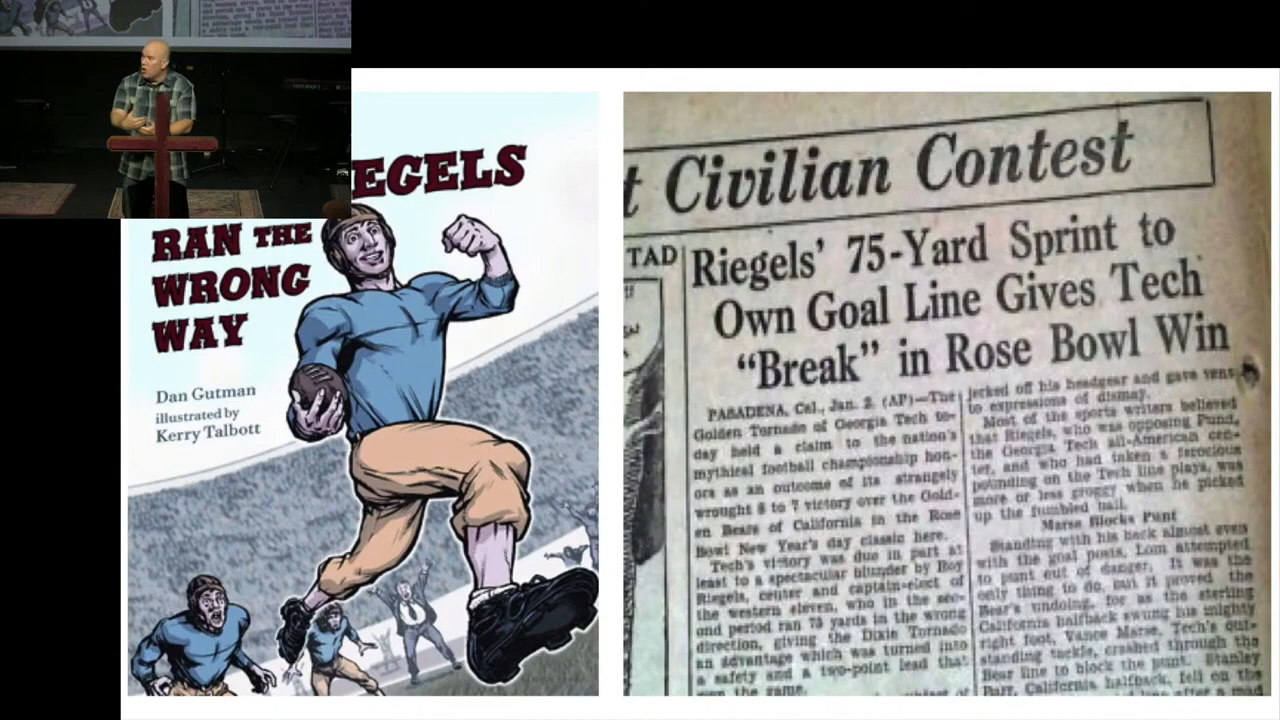 EGELS
RAN THE
WRONG
WAY
Dan Gutman
illustrated by
Kerry Talbott
t Civilian Contest
TAD
Riegels' 75-Yard Sprint to
Own Goal Line Gives Tech
“Break” in Rose Bowl Win
PASADENA, Cal., Jan. 2. (AP)—The
Golden Tornado of Georgia Tech to-
day held a claim to the nation's
mythical football championship hon-
ors as an outcome of its strangely
wrought 8 to 7 victory over the Gold-
en Bears of California in the Rose
Bowl New Year's day classic here.
Tech's victory was due in part at
least to a spectacular blunder by Roy
Riegels, center and captain-elect of
the western eleven, who in the sec-
ond period ran 75 yards in the wrong
direction, giving the Dixie Tornado
an advantage which was turned into
a safety and a two-point lead that
won the game.
jerked off his headgear and gave vent
to expressions of dismay.
Most of the sports writers believed
that Riegels, who was opposing Pund,
the Georgia Tech all-American cen-
ter, and who had taken a ferocious
pounding on the Tech line plays, was
more or less groggy when he picked
up the fumbled ball.
Marse Blocks Punt
Standing with his back almost even
with the goal posts, Lom attempted
to punt out of danger. It was the
only thing to do, but it proved the
Bear's undoing, for as the sterling
California halfback swung his mighty
right foot, Vance Marse, Tech's out-
standing tackle, crashed through the
Bear line to block the punt. Stanley
Barr, California halfback, fell on the